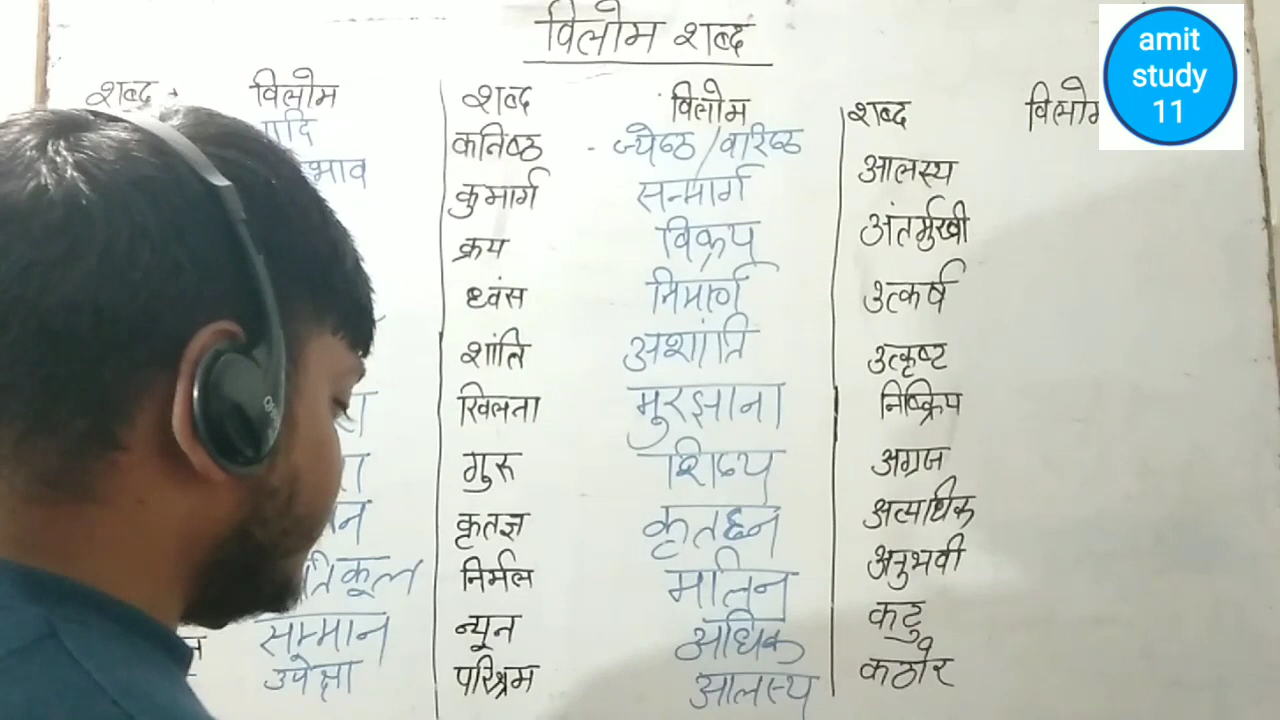 विलोम शब्द
amit
study
11
शब्द विलोम
सम्मान
उपेक्षा
शब्द विलोम
कनिष्ठ - ज्येष्ठ/वरिष्ठ
कुमार्ग सन्मार्ग
क्रय विक्रय
ध्वंस निमार्ण
शांति अशांति
खिलता मुरझाना
गुरू शिष्य
कृतज्ञ कृतघ्न
निर्मल मलिन
न्यून अधिक
परिश्रम आलस्य
शब्द
आलस्य
अंतर्मुखी
उत्कर्ष
उत्कृष्ट
निष्क्रिय
अग्रज
अत्यधिक
अनुभवी
कटु
कठोर